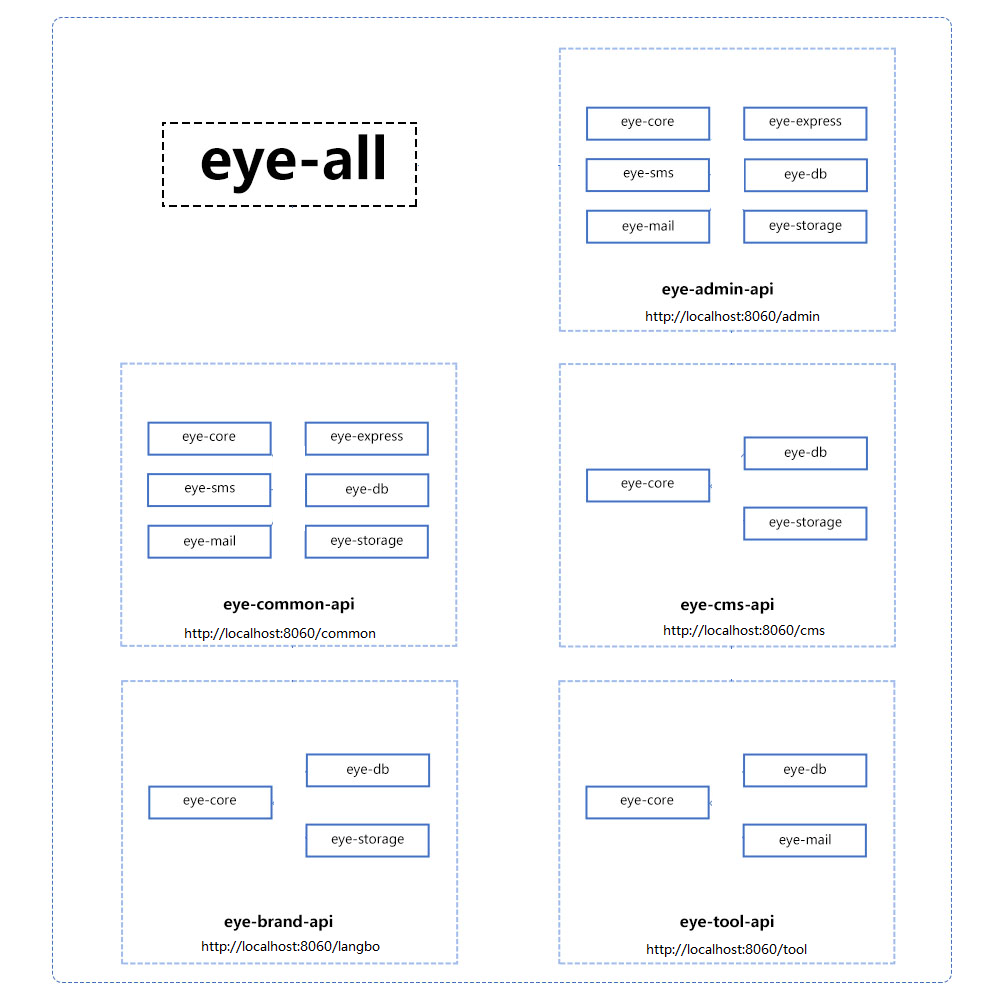 eye-all
eye-core
eye-express
eye-sms
eye-db
eye-mail
eye-storage
eye-admin-api
http://localhost:8060/admin
eye-core
eye-express
eye-sms
eye-db
eye-mail
eye-storage
eye-common-api
http://localhost:8060/common
eye-db
eye-core
eye-storage
eye-cms-api
http://localhost:8060/cms
eye-db
eye-core
eye-storage
eye-brand-api
http://localhost:8060/langbo
eye-db
eye-core
eye-mail
eye-tool-api
http://localhost:8060/tool